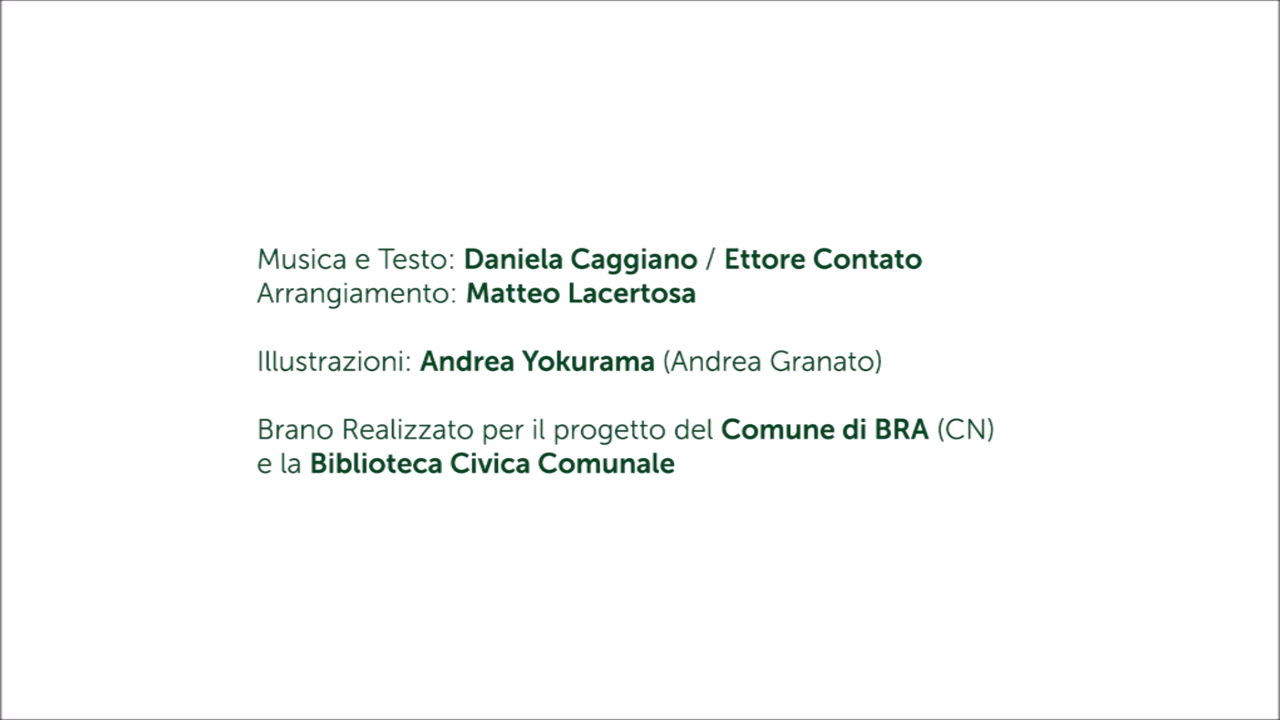 Musica e Testo: Daniela Caggiano / Ettore Contato
Arrangiamento: Matteo Lacertosa
Illustrazioni: Andrea Yokurama (Andrea Granato)
Brano Realizzato per il progetto del Comune di BRA (CN)
e la Biblioteca Civica Comunale